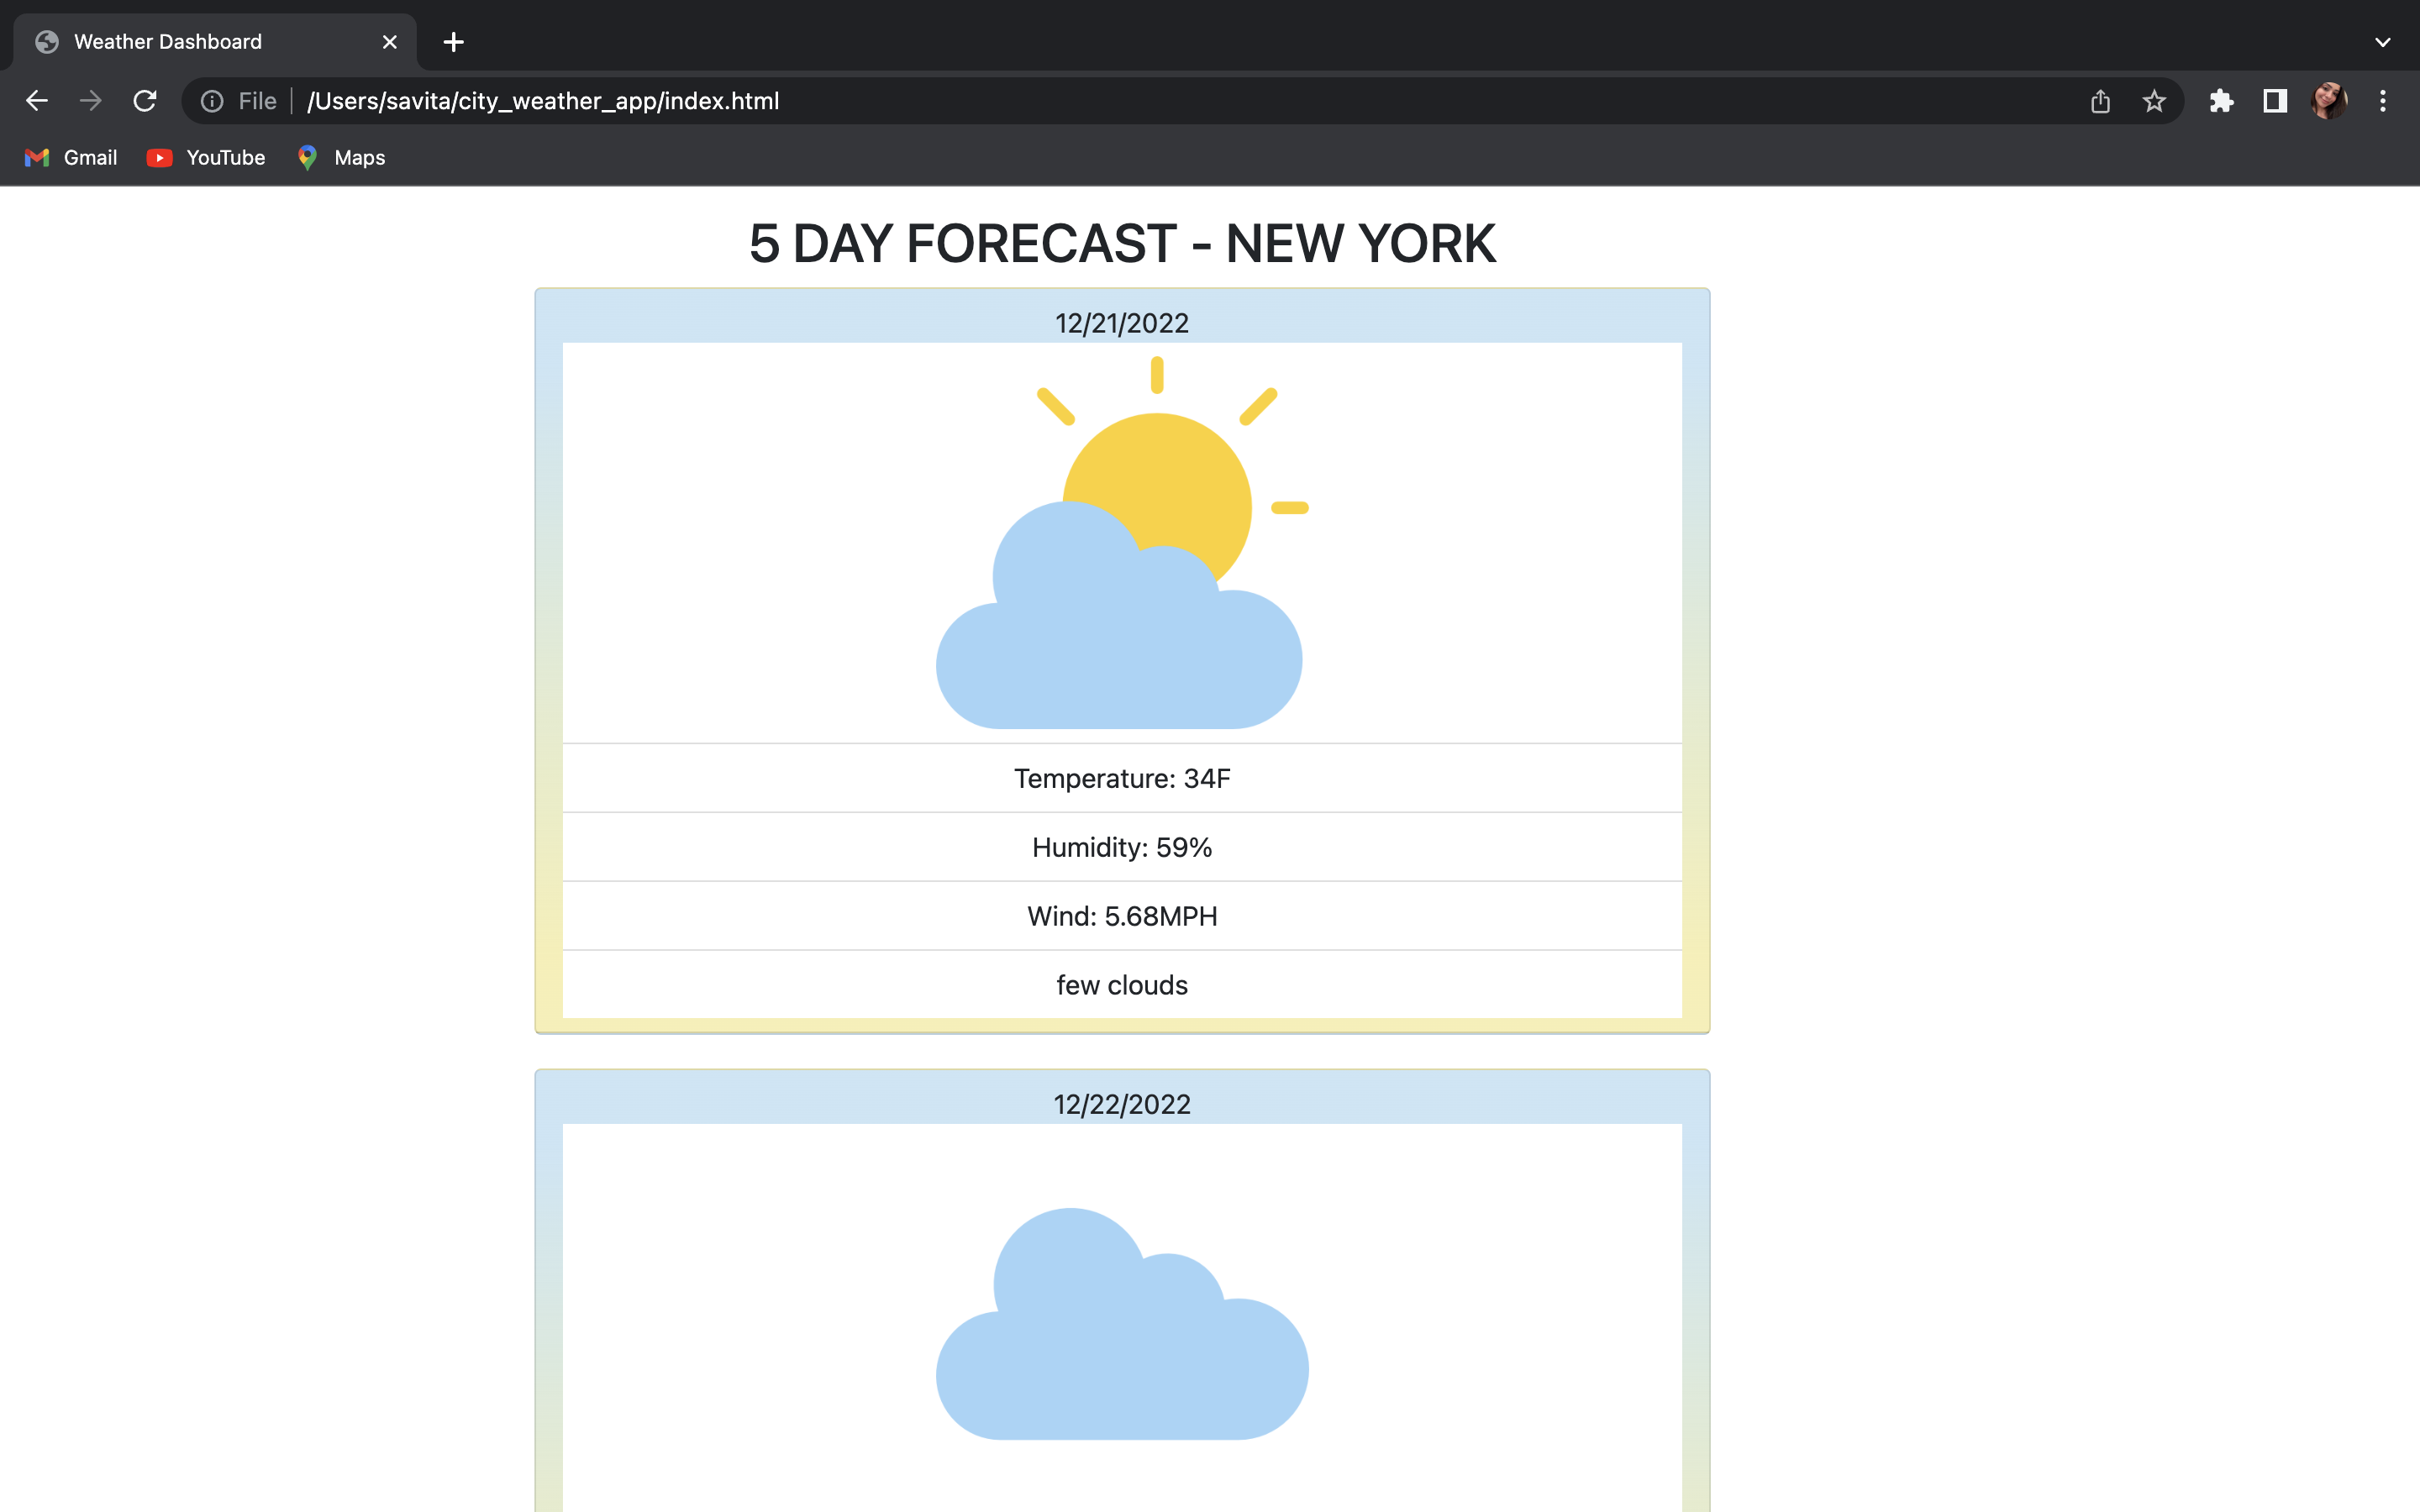 Weather Dashboard
File /Users/savita/city_weather_app/index.html
Gmail YouTube Maps
5 DAY FORECAST - NEW YORK
12/21/2022
Temperature: 34F
Humidity: 59%
Wind: 5.68MPH
few clouds
12/22/2022